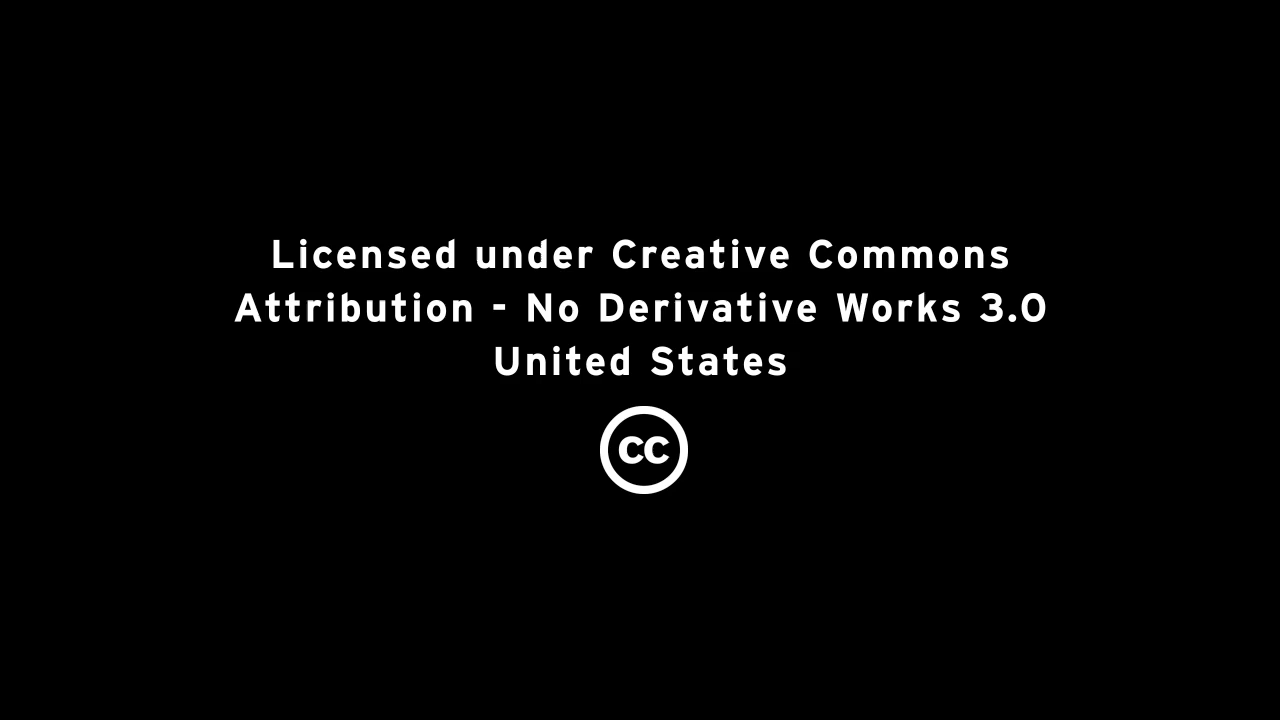 Licensed under Creative Commons
Attribution - No Derivative Works 3.0
United States
cc